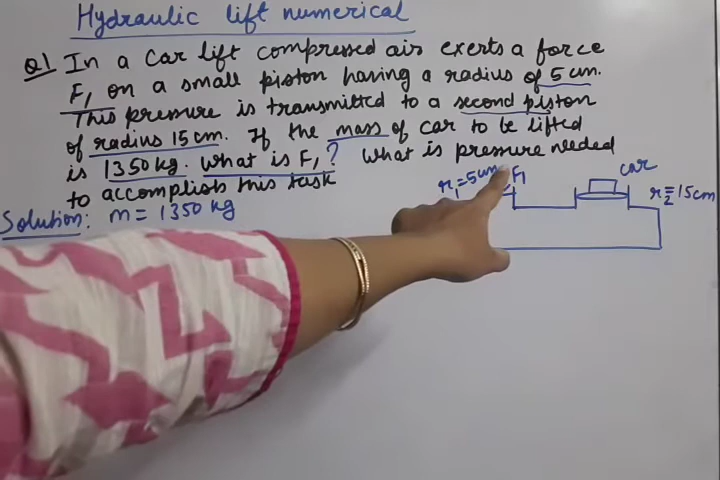 Hydraulic lift numerical
Q1 In a Car lift compressed air exerts a force
F₁ on a small piston having a radius of 5 cm.
This pressure is transmitted to a second piston
of radius 15 cm. If the mass of car to be lifted
is 1350 kg. What is F₁? What is pressure needed
to accomplish this task
r₁=5cm F₁ car r₂=15cm
Solution: m = 1350 kg